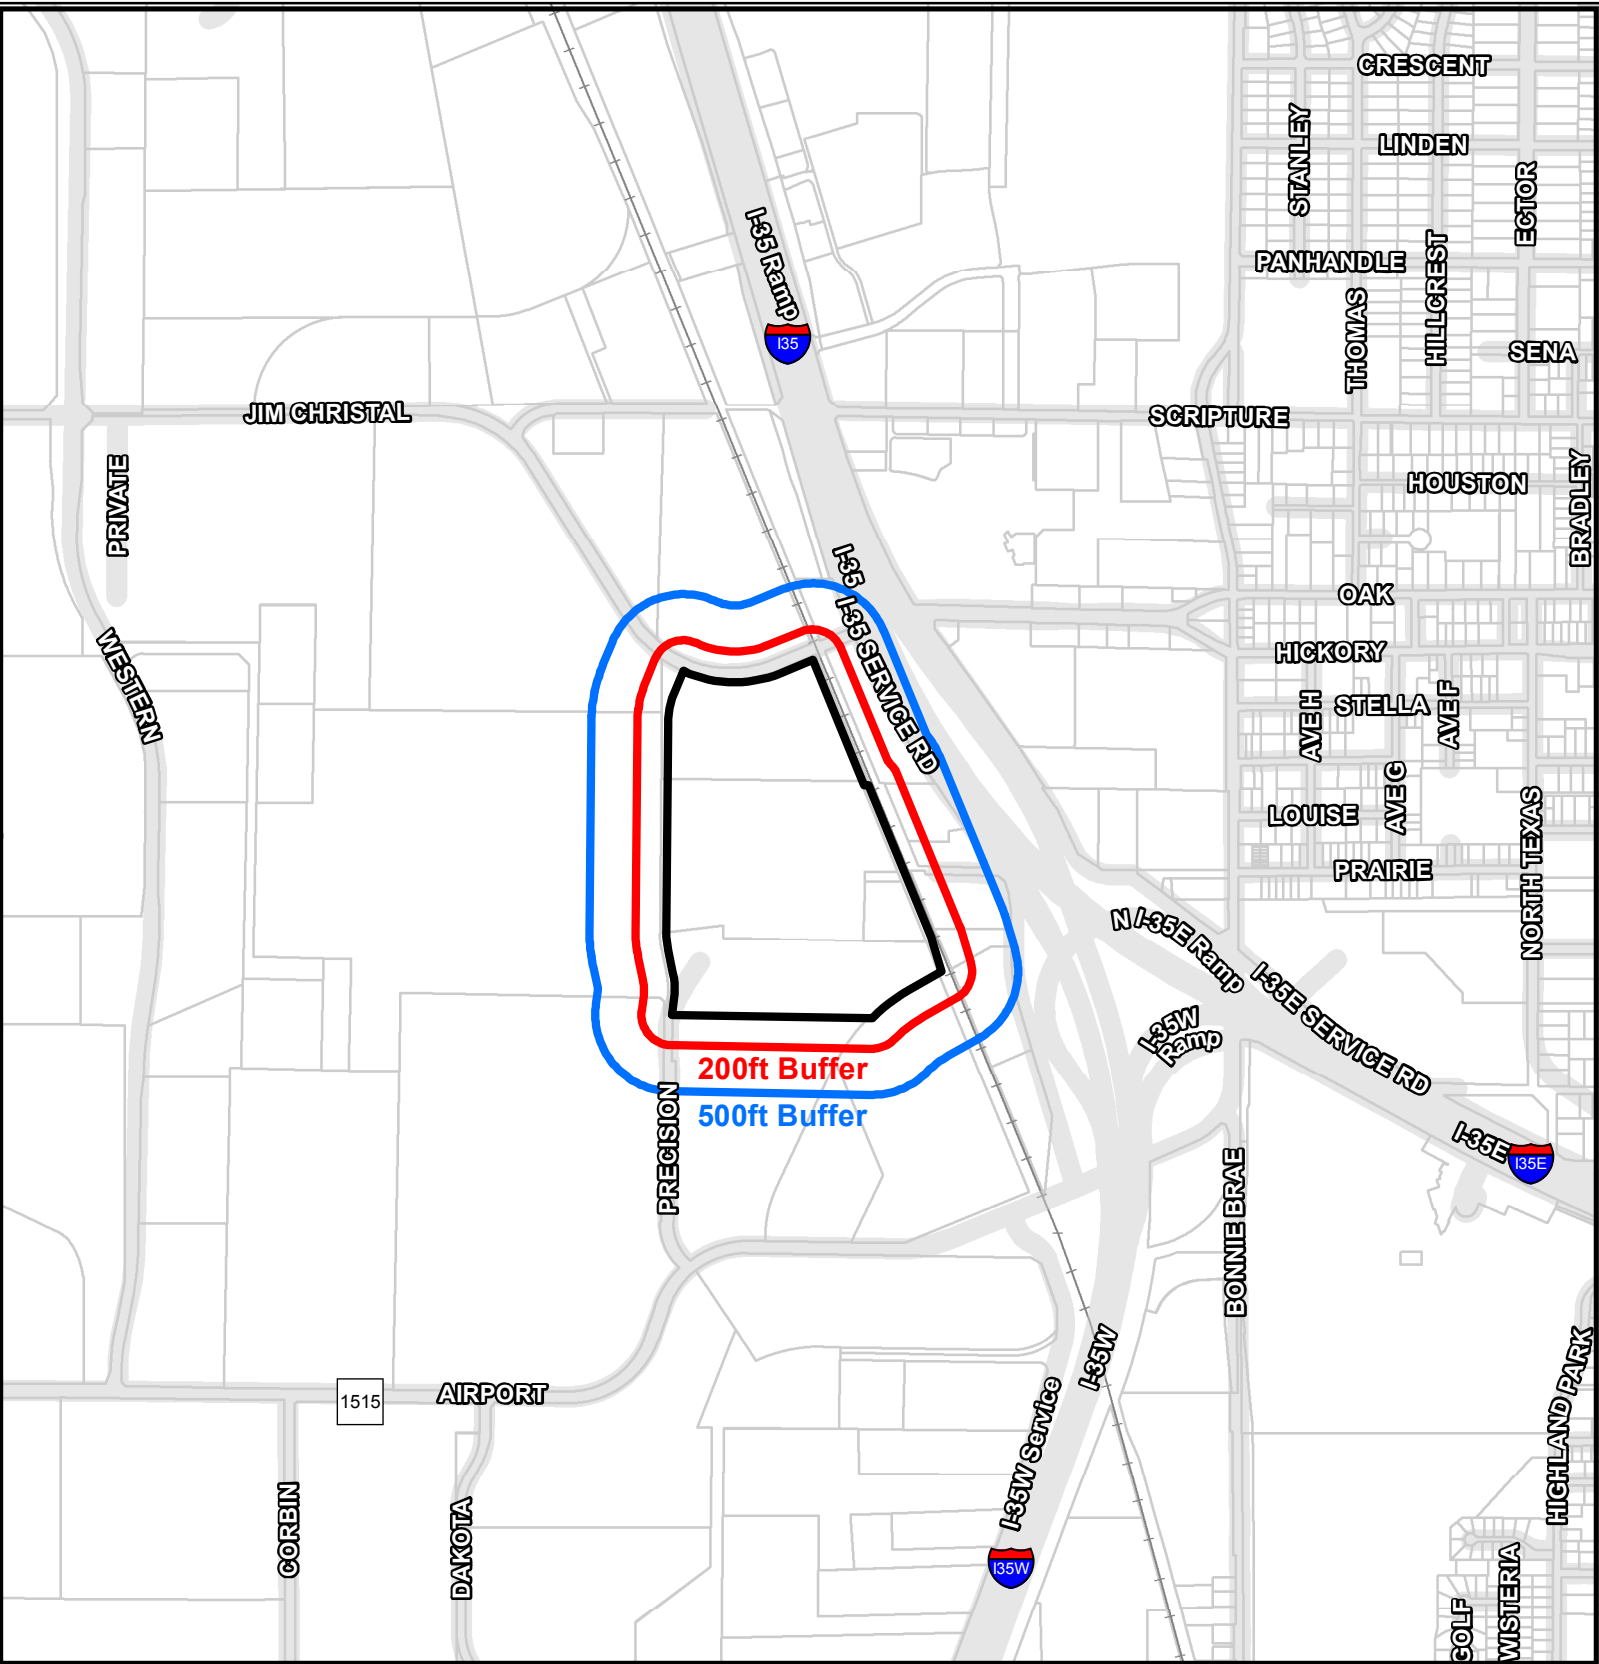 CRESCENT
LINDEN
STANLEY
ECTOR
PANHANDLE
HILLCREST
THOMAS
SENA
I-35 Ramp
I35
JIM CHRISTAL
SCRIPTURE
PRIVATE
HOUSTON
BRADLEY
I-35
I-35 SERVICE RD
OAK
HICKORY
WESTERN
STELLA
AVE H
AVE F
AVE G
LOUISE
NORTH TEXAS
PRAIRIE
N I-35E Ramp
I-35E SERVICE RD
I-35W
Ramp
200ft Buffer
500ft Buffer
PRECISION
I-35E
I35E
BONNIE BRAE
I-35W
HIGHLAND PARK
AIRPORT
1515
I-35W Service
CORBIN
DAKOTA
I35W
WISTERIA
GOLF